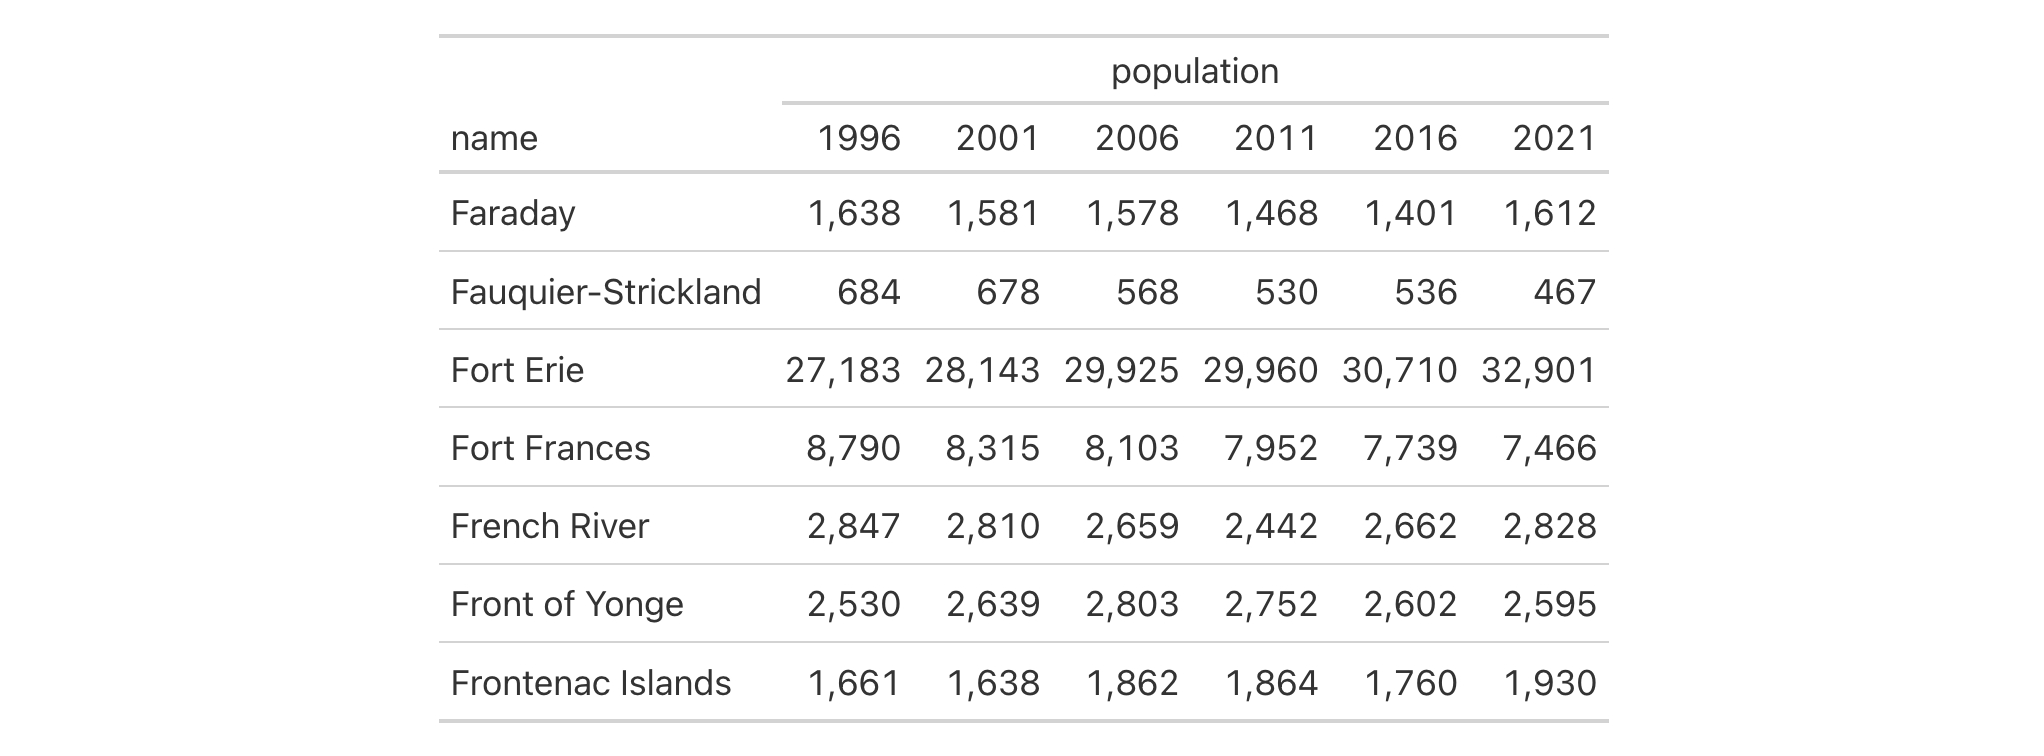 population
name 1996 2001 2006 2011 2016 2021
Faraday 1,638 1,581 1,578 1,468 1,401 1,612
Fauquier-Strickland 684 678 568 530 536 467
Fort Erie 27,183 28,143 29,925 29,960 30,710 32,901
Fort Frances 8,790 8,315 8,103 7,952 7,739 7,466
French River 2,847 2,810 2,659 2,442 2,662 2,828
Front of Yonge 2,530 2,639 2,803 2,752 2,602 2,595
Frontenac Islands 1,661 1,638 1,862 1,864 1,760 1,930